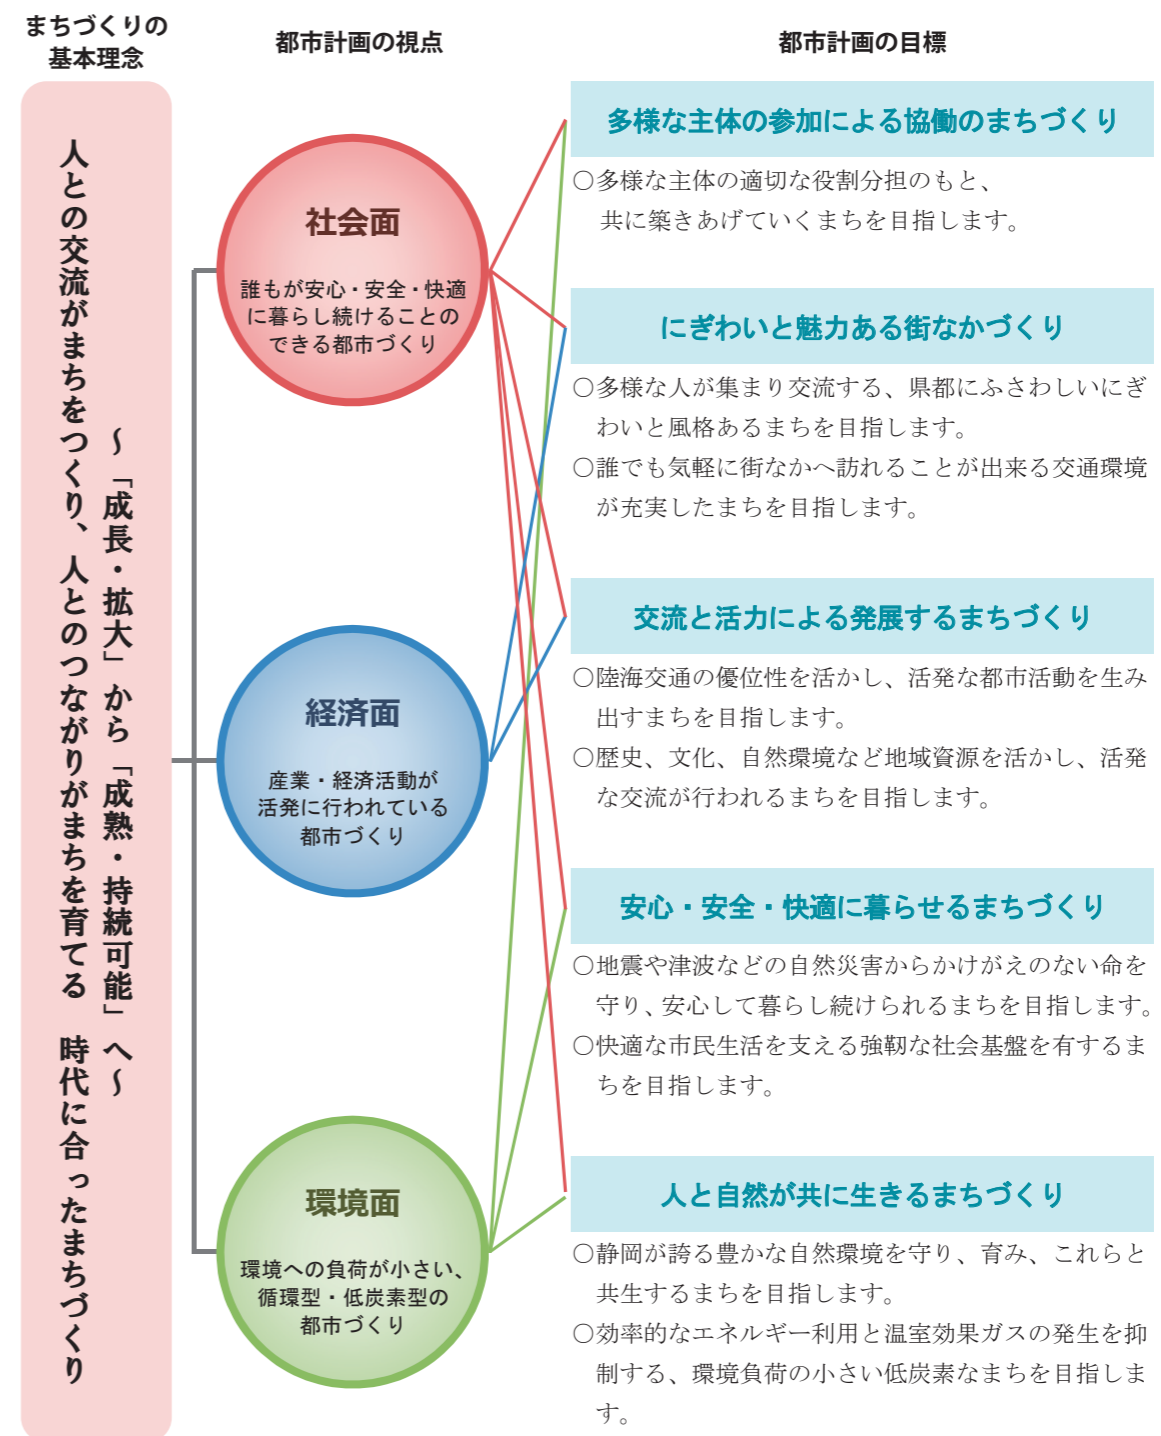 まちづくりの
基本理念
都市計画の視点
都市計画の目標
人との交流がまちをつくり、人とのつながりがまちを育てる　時代に合ったまちづくり
～「成長・拡大」から「成熟・持続可能」へ～
社会面
誰もが安心・安全・快適
に暮らし続けることの
できる都市づくり
経済面
産業・経済活動が
活発に行われている
都市づくり
環境面
環境への負荷が小さい、
循環型・低炭素型の
都市づくり
多様な主体の参加による協働のまちづくり
○多様な主体の適切な役割分担のもと、
共に築きあげていくまちを目指します。
にぎわいと魅力ある街なかづくり
○多様な人が集まり交流する、県都にふさわしいにぎ
わいと風格あるまちを目指します。
○誰でも気軽に街なかへ訪れることが出来る交通環境
が充実したまちを目指します。
交流と活力による発展するまちづくり
○陸海交通の優位性を活かし、活発な都市活動を生み
出すまちを目指します。
○歴史、文化、自然環境など地域資源を活かし、活発
な交流が行われるまちを目指します。
安心・安全・快適に暮らせるまちづくり
○地震や津波などの自然災害からかけがえのない命を
守り、安心して暮らし続けられるまちを目指します。
○快適な市民生活を支える強靭な社会基盤を有するま
ちを目指します。
人と自然が共に生きるまちづくり
○静岡が誇る豊かな自然環境を守り、育み、これらと
共生するまちを目指します。
○効率的なエネルギー利用と温室効果ガスの発生を抑
制する、環境負荷の小さい低炭素なまちを目指しま
す。